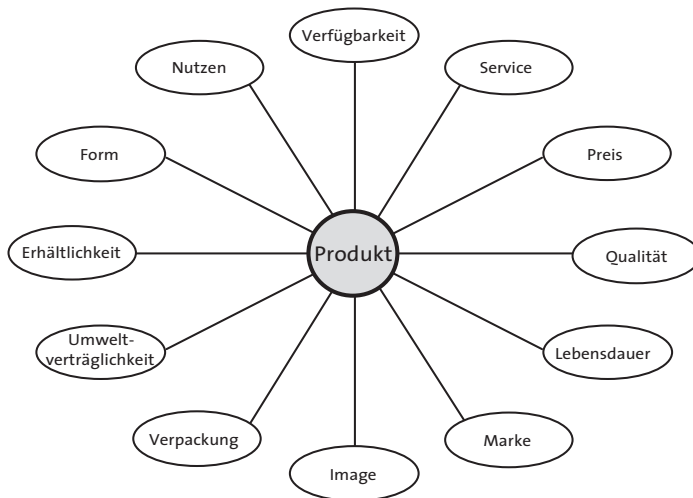 Verfügbarkeit
Nutzen
Service
Form
Preis
Produkt
Erhältlichkeit
Qualität
Umwelt-
verträglichkeit
Lebensdauer
Verpackung
Marke
Image